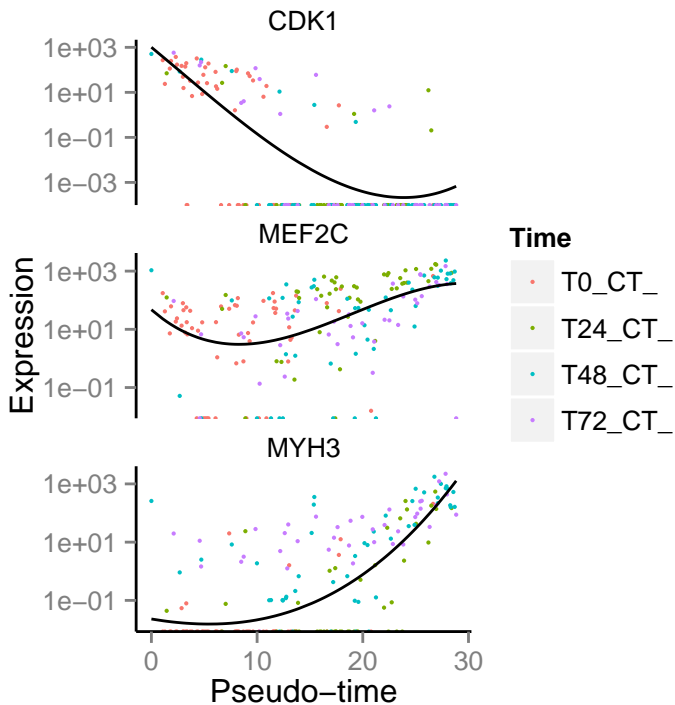 CDK1
1e+03
1e+01
1e−01
1e−03
MEF2C
1e+03
1e+01
1e−01
MYH3
1e+03
1e+01
1e−01
0
10
20
30
Pseudo−time
Expression
Time
T0_CT_
T24_CT_
T48_CT_
T72_CT_